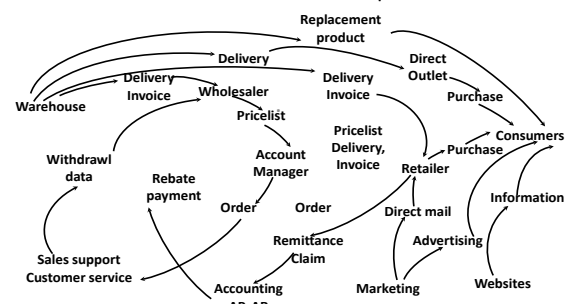 Replacement
product
Delivery
Direct
Outlet
Delivery
Invoice
Wholesaler
Delivery
Invoice
Purchase
Warehouse
Pricelist
Consumers
Pricelist
Delivery,
Invoice
Purchase
Withdrawl
data
Account
Manager
Retailer
Rebate
payment
Information
Order
Order
Direct mail
Remittance
Claim
Advertising
Sales support
Customer service
Accounting
Marketing
Websites